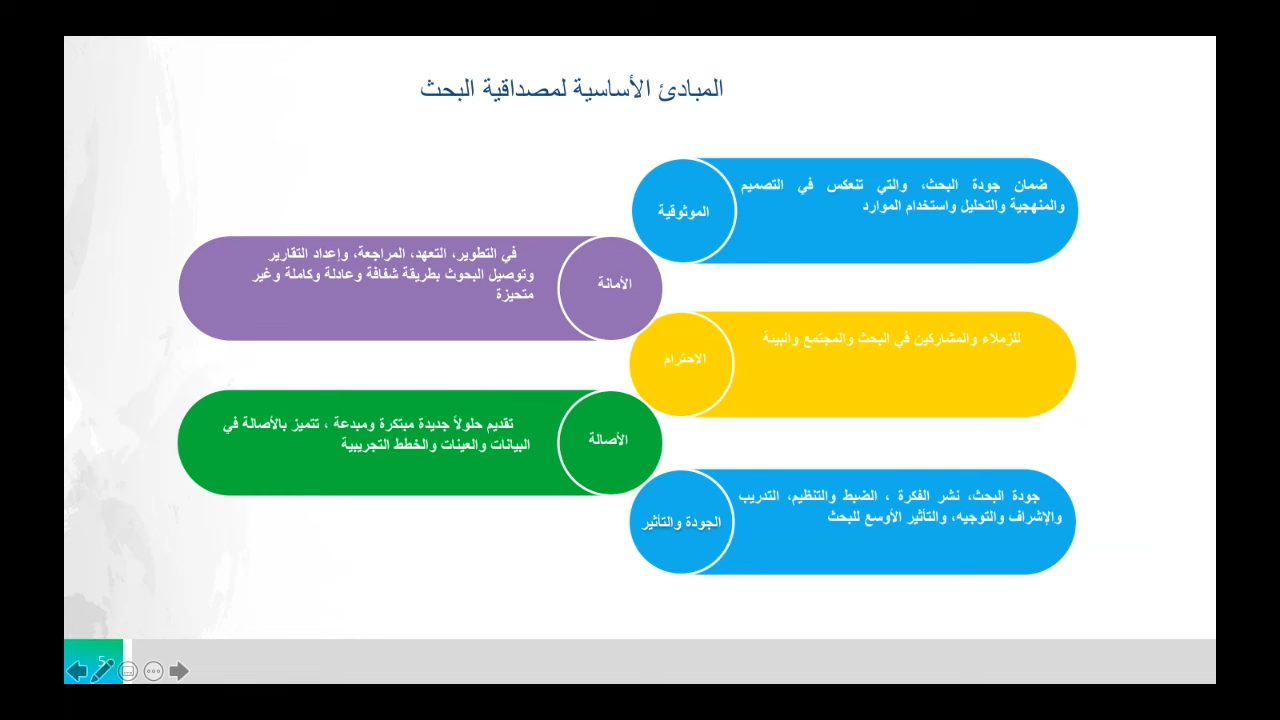 المبادئ الأساسية لمصداقية البحث
الموثوقية
ضمان جودة البحث، والتي تنعكس في التصميم
والمنهجية والتحليل واستخدام الموارد
الأمانة
في التطوير، التعهد، المراجعة، وإعداد التقارير
وتوصيل البحوث بطريقة شفافة وعادلة وكاملة وغير
متحيزة
الاحترام
للزملاء والمشاركين في البحث والمجتمع والبيئة
الأصالة
تقديم حلولاً جديدة مبتكرة ومبدعة ، تتميز بالأصالة في
البيانات والعينات والخطط التجريبية
الجودة والتأثير
جودة البحث، نشر الفكرة ، الضبط والتنظيم، التدريب
والإشراف والتوجيه، والتأثير الأوسع للبحث
5